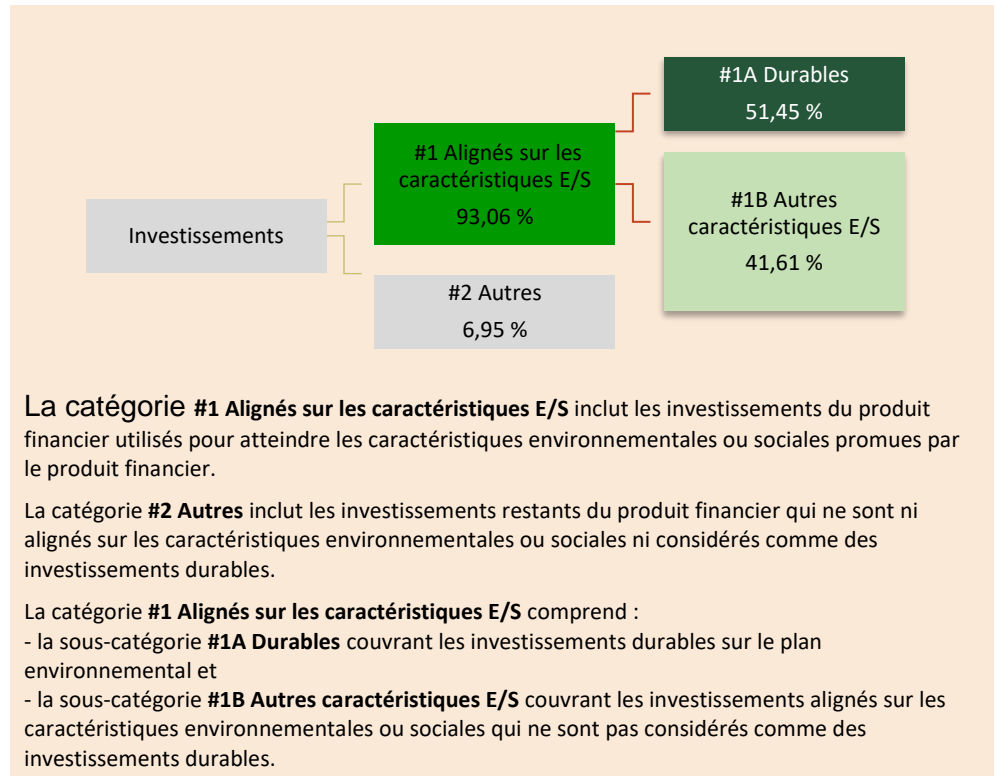 #1A Durables
51,45 %
#1 Alignés sur les
caractéristiques E/S
93,06 %
#1B Autres
caractéristiques E/S
41,61 %
Investissements
#2 Autres
6,95 %
La catégorie #1 Alignés sur les caractéristiques E/S inclut les investissements du produit
financier utilisés pour atteindre les caractéristiques environnementales ou sociales promues par
le produit financier.
La catégorie #2 Autres inclut les investissements restants du produit financier qui ne sont ni
alignés sur les caractéristiques environnementales ou sociales ni considérés comme des
investissements durables.
La catégorie #1 Alignés sur les caractéristiques E/S comprend :
- la sous-catégorie #1A Durables couvrant les investissements durables sur le plan
environnemental et
- la sous-catégorie #1B Autres caractéristiques E/S couvrant les investissements alignés sur les
caractéristiques environnementales ou sociales qui ne sont pas considérés comme des
investissements durables.